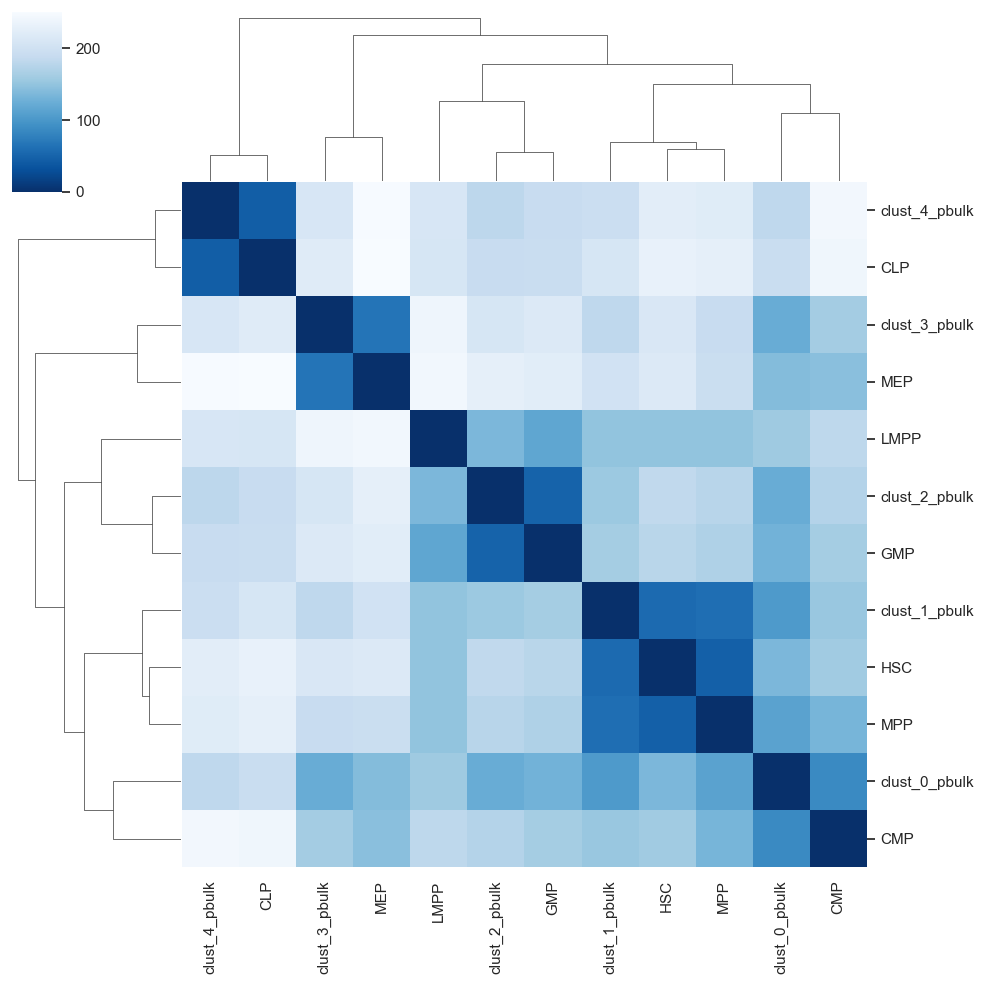 200
100
0
clust_4_pbulk
CLP
clust_3_pbulk
MEP
LMPP
clust_2_pbulk
GMP
clust_1_pbulk
HSC
MPP
clust_0_pbulk
CMP
clust_4_pbulk
CLP
clust_3_pbulk
MEP
LMPP
clust_2_pbulk
GMP
clust_1_pbulk
HSC
MPP
clust_0_pbulk
CMP